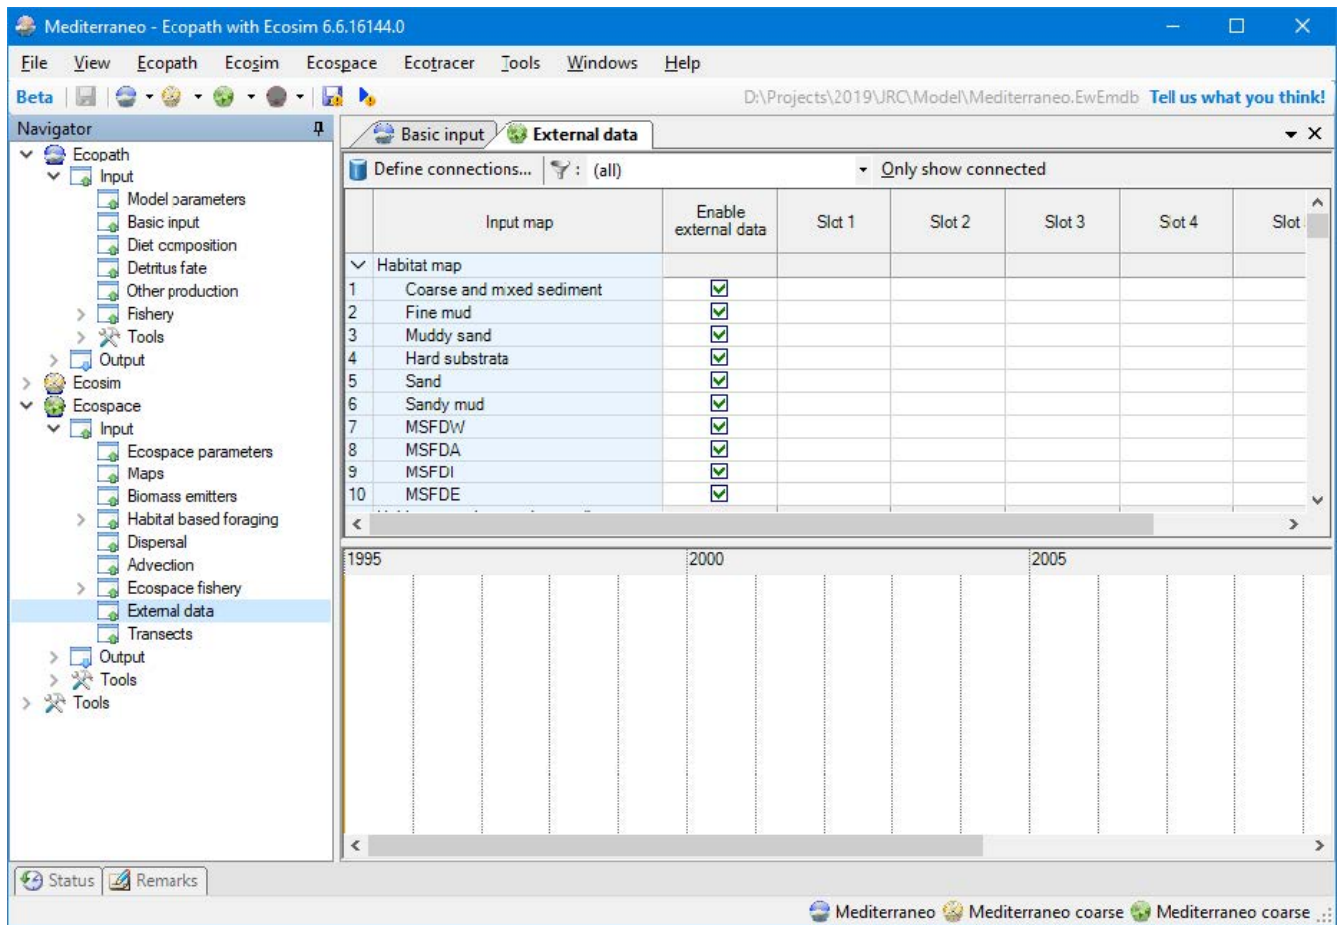 Mediterraneo - Ecopath with Ecosim 6.6.16144.0
File View Ecopath Ecosim Ecospace Ecotracer Tools Windows Help
Beta D:\Projects\2019\JRC\Model\Mediterraneo.EwEmdb Tell us what you think!
Navigator
Ecopath
Input
Model parameters
Basic input
Diet composition
Detritus fate
Other production
Fishery
Tools
Output
Ecosim
Ecospace
Input
Ecospace parameters
Maps
Biomass emitters
Habitat based foraging
Dispersal
Advection
Ecospace fishery
External data
Transects
Output
Tools
Tools
Basic input External data
Define connections... : (all) Only show connected
Input map Enable external data Slot 1 Slot 2 Slot 3 Slot 4 Slot
Habitat map
1 Coarse and mixed sediment
2 Fine mud
3 Muddy sand
4 Hard substrata
5 Sand
6 Sandy mud
7 MSFDW
8 MSFDA
9 MSFDI
10 MSFDE
1995 2000 2005
Status Remarks
Mediterraneo Mediterraneo coarse Mediterraneo coarse